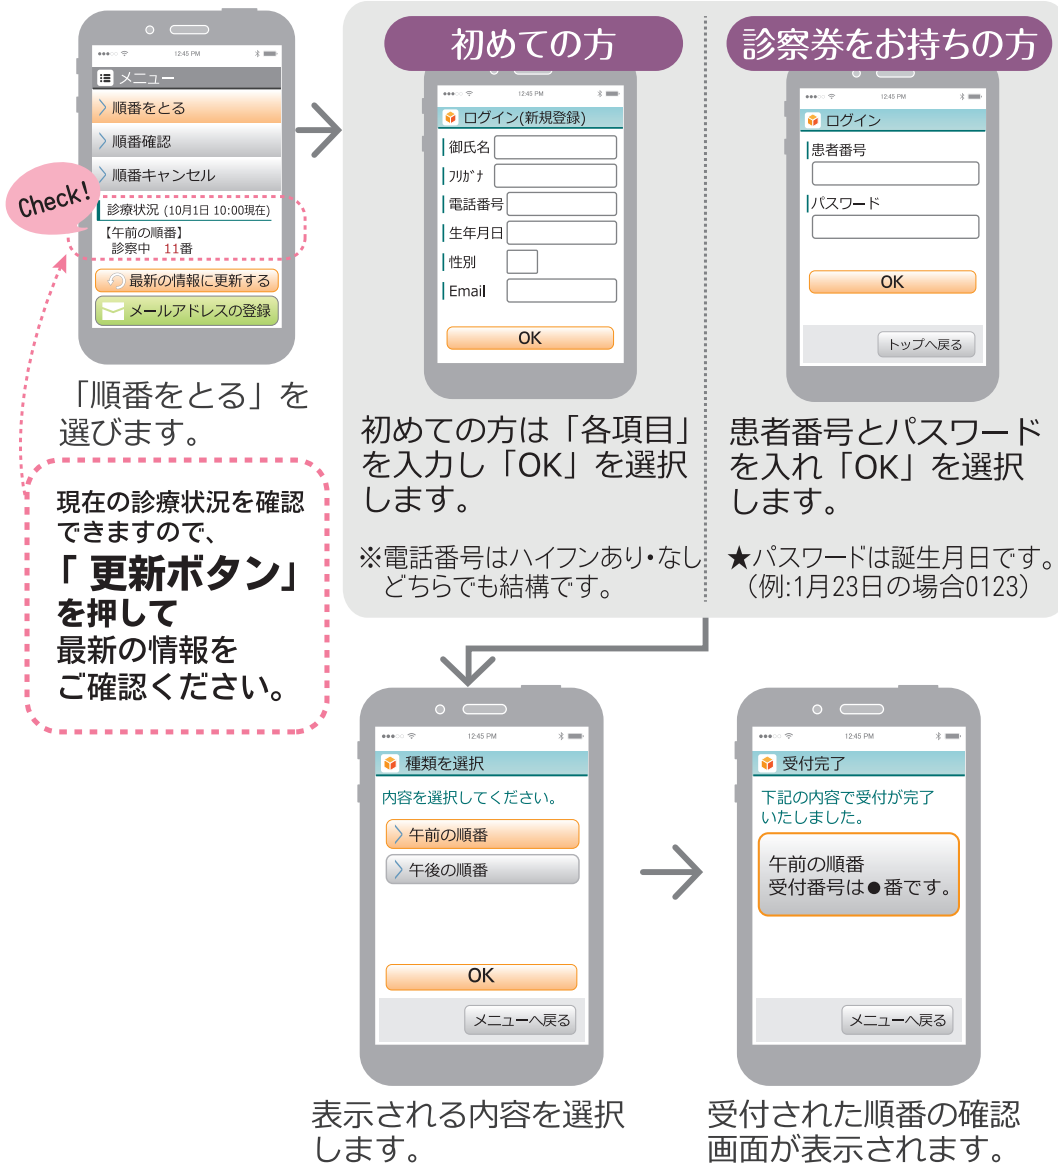 12:45 PM
メニュー
順番をとる
順番確認
順番キャンセル
Check!
診療状況 (10月1日 10:00現在)
【午前の順番】
診察中 11番
最新の情報に更新する
メールアドレスの登録
「順番をとる」を
選びます。
現在の診療状況を確認
できますので、
「更新ボタン」
を押して
最新の情報を
ご確認ください。
初めての方
12:45 PM
ログイン(新規登録)
御氏名
フリガナ
電話番号
生年月日
性別
Email
OK
初めての方は「各項目」
を入力し「OK」を選択
します。
※電話番号はハイフンあり・なし
どちらでも結構です。
診察券をお持ちの方
12:45 PM
ログイン
患者番号
パスワード
OK
トップへ戻る
患者番号とパスワード
を入れ「OK」を選択
します。
★パスワードは誕生月日です。
(例:1月23日の場合0123)
12:45 PM
種類を選択
内容を選択してください。
午前の順番
午後の順番
OK
メニューへ戻る
表示される内容を選択
します。
12:45 PM
受付完了
下記の内容で受付が完了
いたしました。
午前の順番
受付番号は●番です。
メニューへ戻る
受付された順番の確認
画面が表示されます。